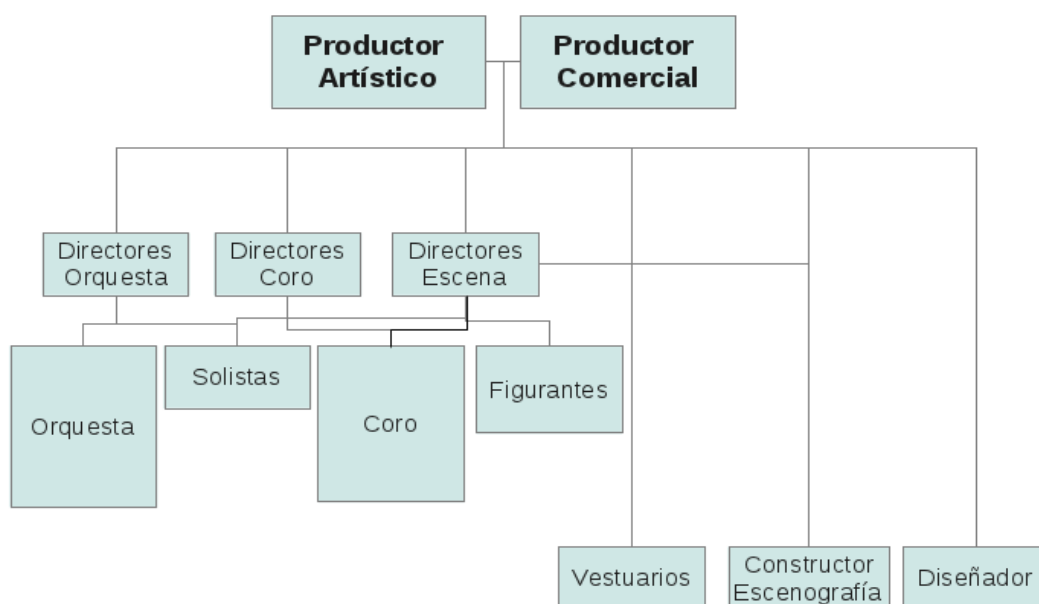 Productor
Artístico
Productor
Comercial
Directores
Orquesta
Directores
Coro
Directores
Escena
Orquesta
Solistas
Coro
Figurantes
Vestuarios
Constructor
Escenografía
Diseñador